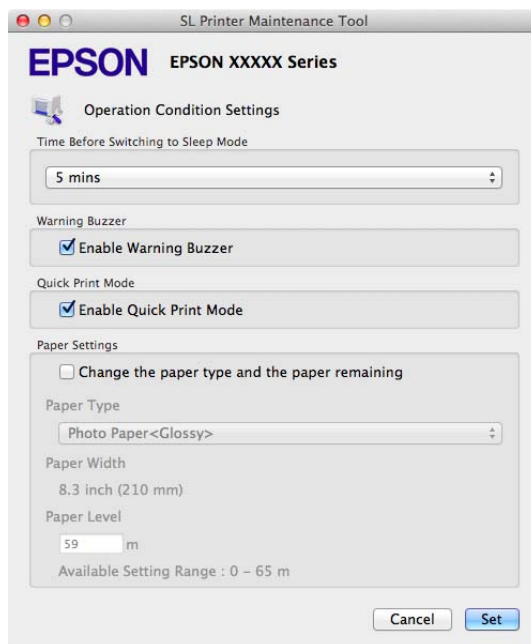 SL Printer Maintenance Tool
EPSON EPSON XXXXX Series
Operation Condition Settings
Time Before Switching to Sleep Mode
5 mins
Warning Buzzer
Enable Warning Buzzer
Quick Print Mode
Enable Quick Print Mode
Paper Settings
Change the paper type and the paper remaining
Paper Type
Photo Paper<Glossy>
Paper Width
8.3 inch (210 mm)
Paper Level
59 m
Available Setting Range : 0 – 65 m
Cancel Set